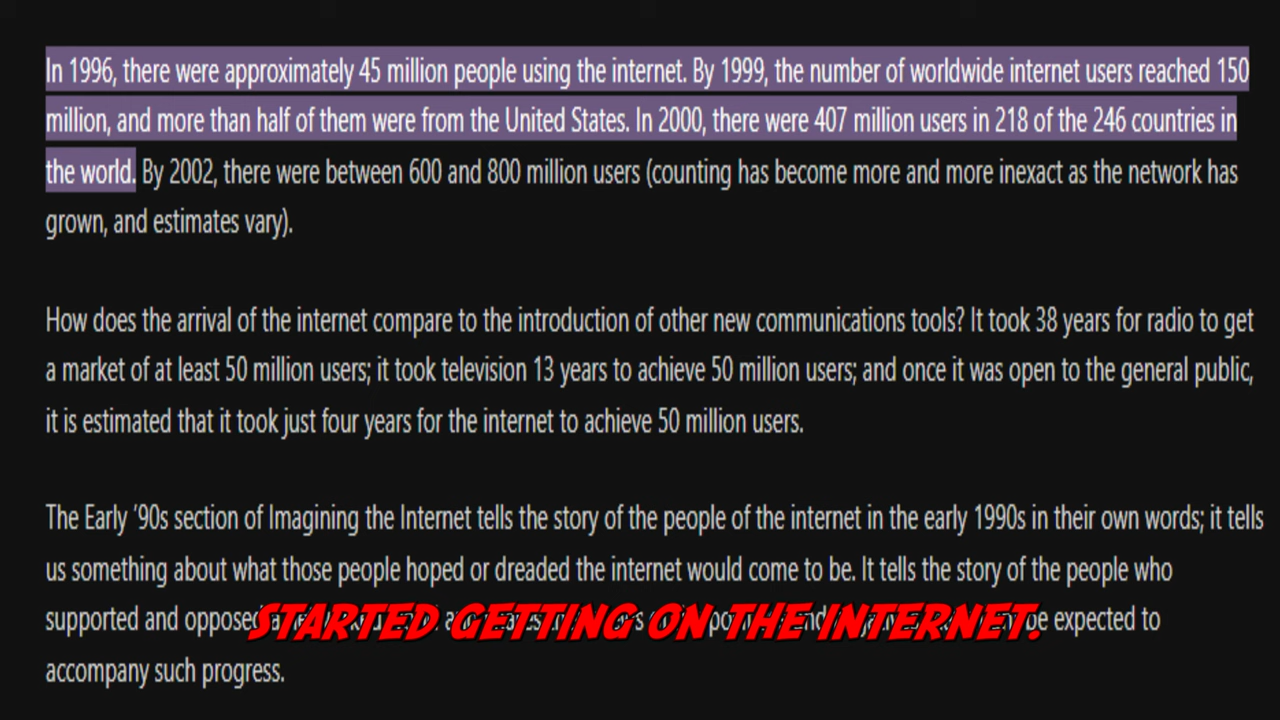 In 1996, there were approximately 45 million people using the internet. By 1999, the number of worldwide internet users reached 150
million, and more than half of them were from the United States. In 2000, there were 407 million users in 218 of the 246 countries in
the world. By 2002, there were between 600 and 800 million users (counting has become more and more inexact as the network has
grown, and estimates vary).
How does the arrival of the internet compare to the introduction of other new communications tools? It took 38 years for radio to get
a market of at least 50 million users; it took television 13 years to achieve 50 million users; and once it was open to the general public,
it is estimated that it took just four years for the internet to achieve 50 million users.
The Early '90s section of Imagining the Internet tells the story of the people of the internet in the early 1990s in their own words; it tells
us something about what those people hoped or dreaded the internet would come to be. It tells the story of the people who
supported and opposed be expected to
STARTED GETTING ON THE INTERNET.
accompany such progress.